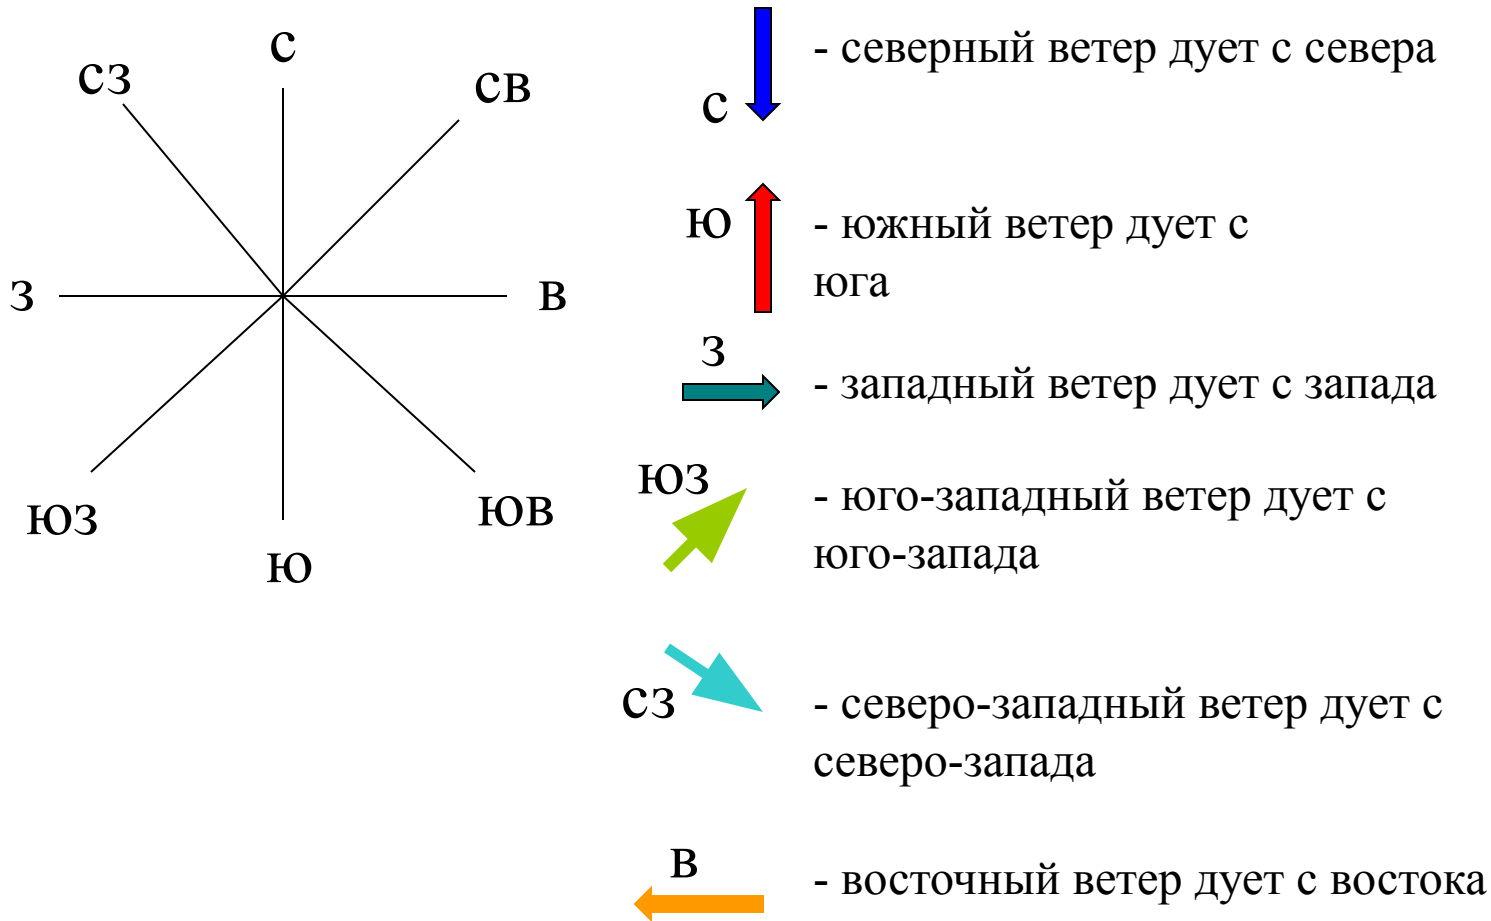 с
сз
св
з
в
юз
юв
ю
с
- северный ветер дует с севера
ю
- южный ветер дует с
юга
з
- западный ветер дует с запада
юз
- юго-западный ветер дует с
юго-запада
сз
- северо-западный ветер дует с
северо-запада
в
- восточный ветер дует с востока